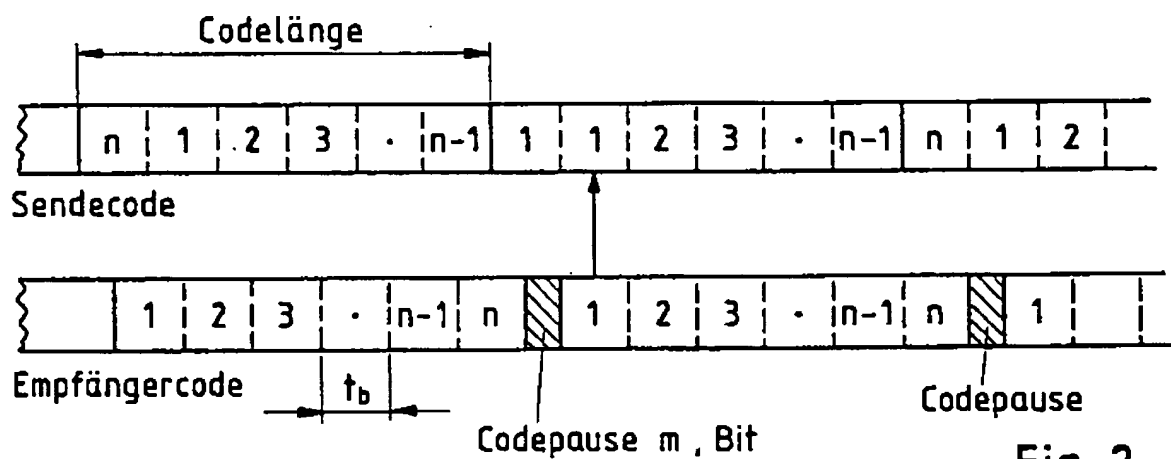 Codelänge
n 1 2 3 . n-1 1 1 2 3 . n-1 n 1 2
Sendecode
1 2 3 . n-1 n 1 2 3 . n-1 n 1
Empfängercode
t_b
Codepause
Codepause m , Bit